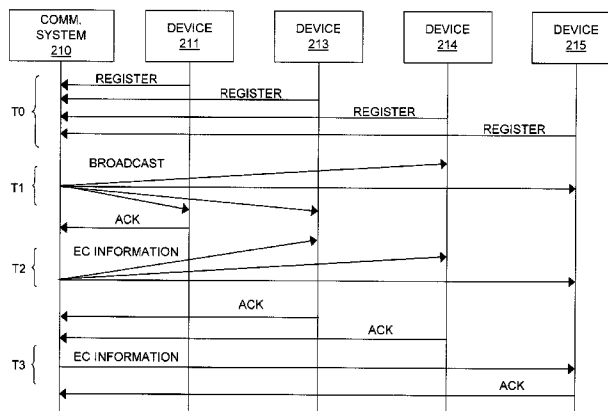 COMM.
SYSTEM
210
DEVICE
211
DEVICE
213
DEVICE
214
DEVICE
215
T0
REGISTER
REGISTER
REGISTER
REGISTER
T1
BROADCAST
ACK
T2
EC INFORMATION
ACK
ACK
T3
EC INFORMATION
ACK